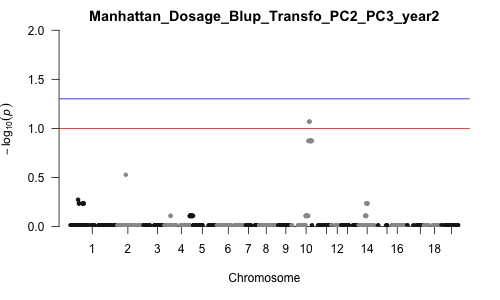 Manhattan_Dosage_Blup_Transfo_PC2_PC3_year2
2.0
1.5
1.0
0.5
0.0
− log10(p)
1 2 3 4 5 6 7 8 9 10 12 14 16 18
Chromosome